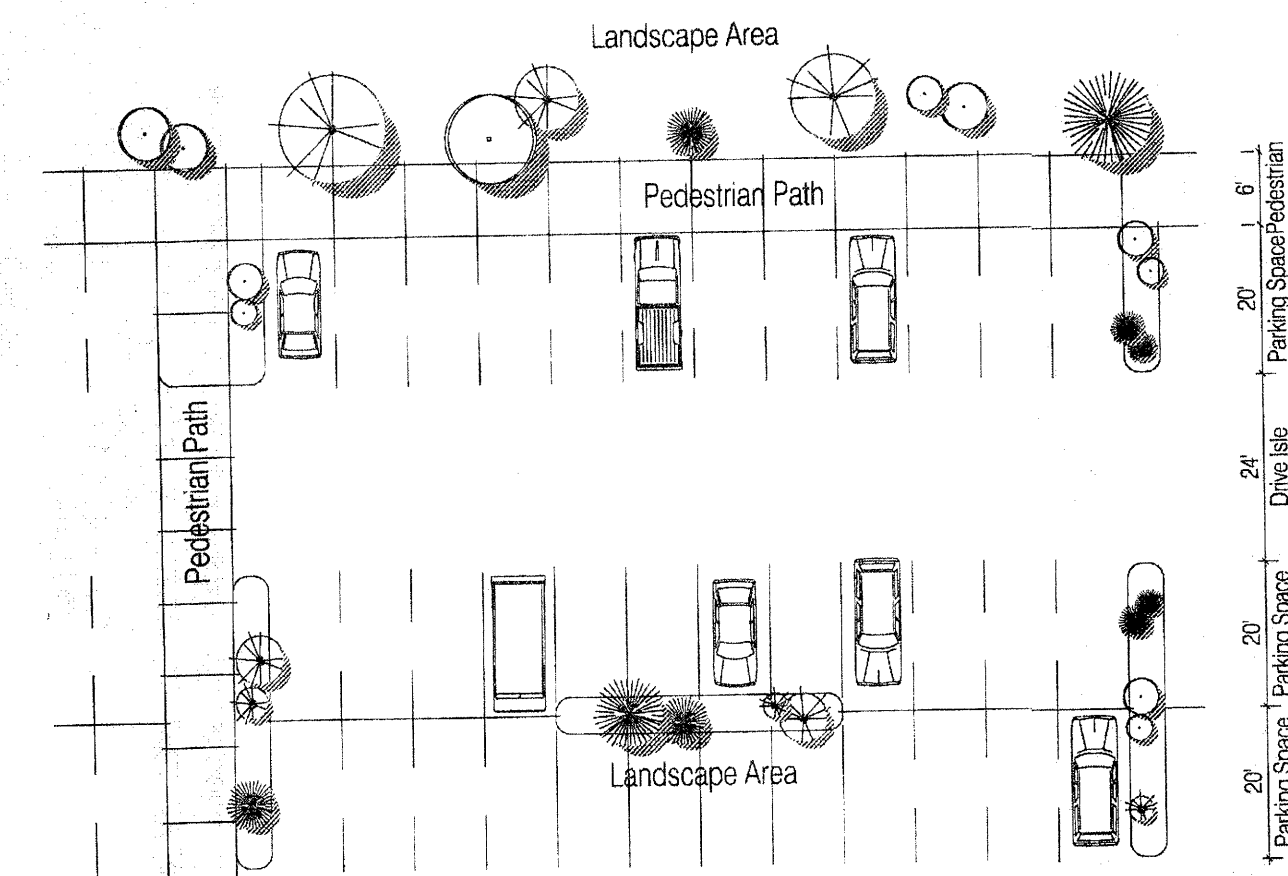 Landscape Area
Pedestrian Path
Pedestrian Path
Landscape Area
6'
Pedestrian
20'
Parking Space
24'
Drive Isle
20'
Parking Space
20'
Parking Space